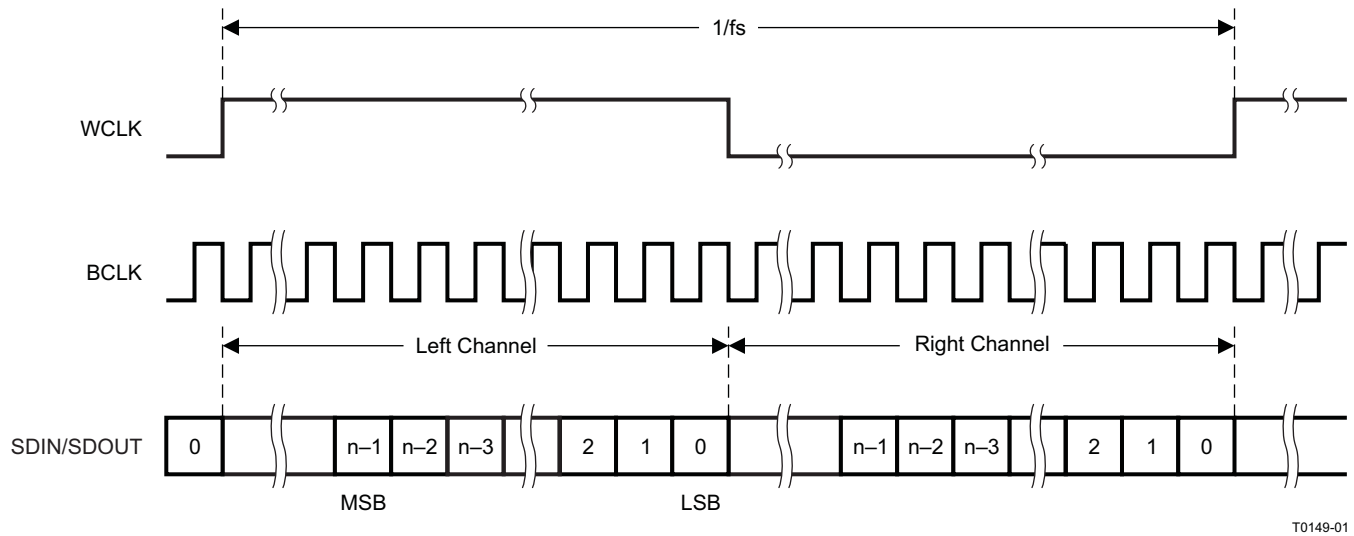 1/fs
WCLK
BCLK
Left Channel
Right Channel
SDIN/SDOUT 0 n–1 n–2 n–3 2 1 0 n–1 n–2 n–3 2 1 0
MSB LSB
T0149-01